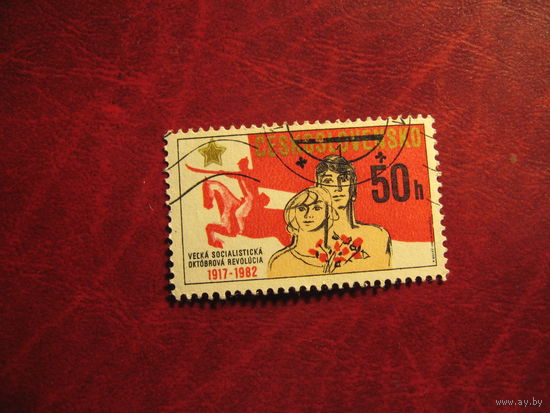 ČESKOSLOVENSKO
50h
VEĽKÁ SOCIALISTICKÁ
OKTÓBROVÁ REVOLÚCIA
1917-1982
www.ay.by